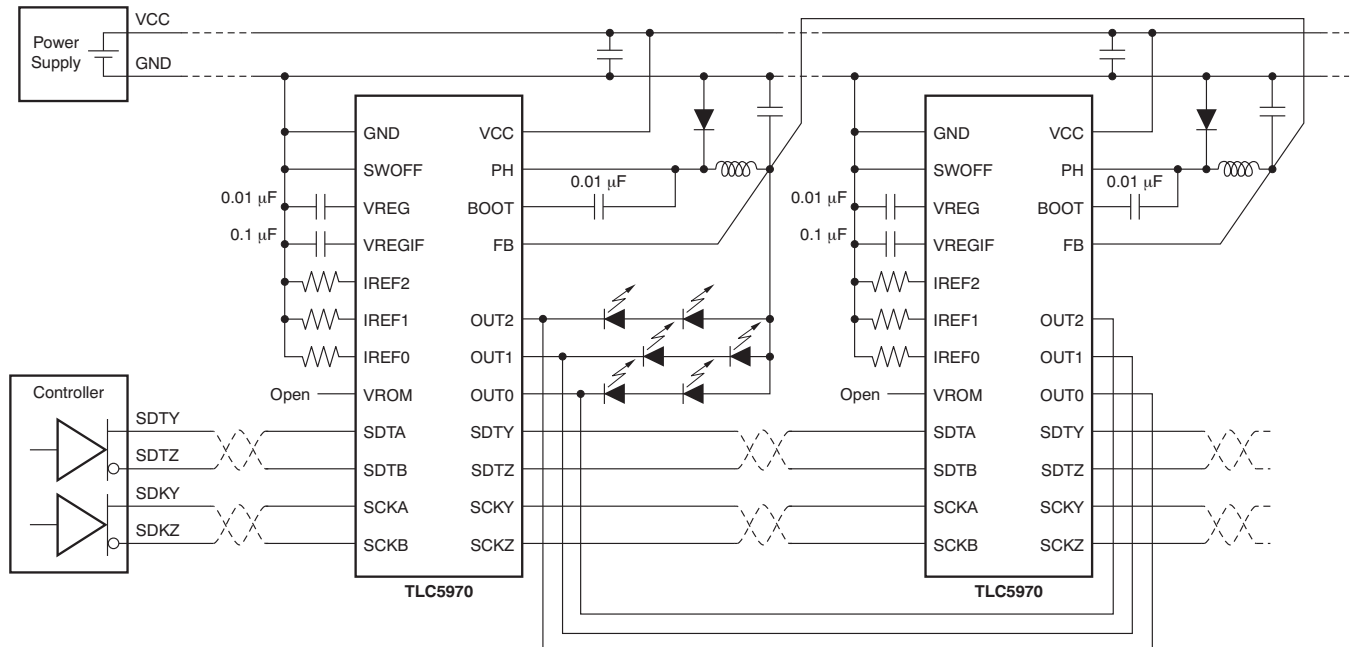 Power
Supply
VCC
GND
GND
SWOFF
VREG
VREGIF
IREF2
IREF1
IREF0
VROM
SDTA
SDTB
SCKA
SCKB
0.01 µF
0.1 µF
Open
VCC
PH
BOOT
FB
OUT2
OUT1
OUT0
SDTY
SDTZ
SCKY
SCKZ
0.01 µF
TLC5970
GND
SWOFF
VREG
VREGIF
IREF2
IREF1
IREF0
VROM
SDTA
SDTB
SCKA
SCKB
0.01 µF
0.1 µF
Open
VCC
PH
BOOT
FB
OUT2
OUT1
OUT0
SDTY
SDTZ
SCKY
SCKZ
0.01 µF
TLC5970
Controller
SDTY
SDTZ
SDKY
SDKZ